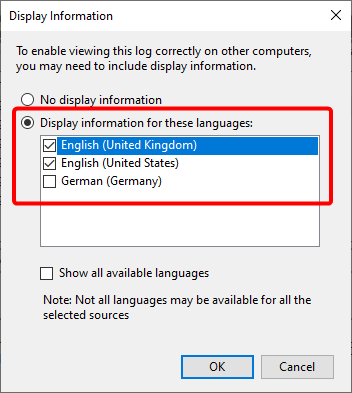 Display Information
To enable viewing this log correctly on other computers,
you may need to include display information.
No display information
Display information for these languages:
English (United Kingdom)
English (United States)
German (Germany)
Show all available languages
Note: Not all languages may be available for all the
selected sources
OK
Cancel